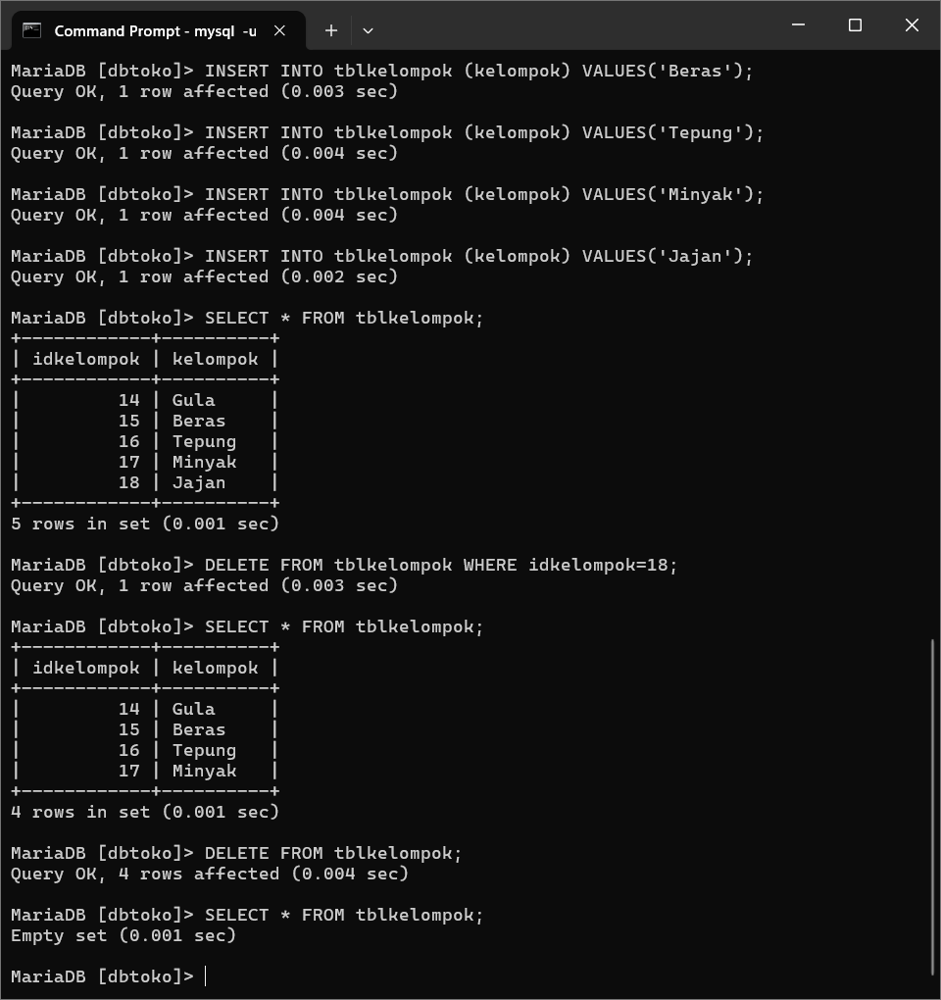 Command Prompt - mysql -u
MariaDB [dbtoko]> INSERT INTO tblkelompok (kelompok) VALUES('Beras');
Query OK, 1 row affected (0.003 sec)
MariaDB [dbtoko]> INSERT INTO tblkelompok (kelompok) VALUES('Tepung');
Query OK, 1 row affected (0.004 sec)
MariaDB [dbtoko]> INSERT INTO tblkelompok (kelompok) VALUES('Minyak');
Query OK, 1 row affected (0.004 sec)
MariaDB [dbtoko]> INSERT INTO tblkelompok (kelompok) VALUES('Jajan');
Query OK, 1 row affected (0.002 sec)
MariaDB [dbtoko]> SELECT * FROM tblkelompok;
+------------+----------+
| idkelompok | kelompok |
+------------+----------+
|         14 | Gula     |
|         15 | Beras    |
|         16 | Tepung   |
|         17 | Minyak   |
|         18 | Jajan    |
+------------+----------+
5 rows in set (0.001 sec)
MariaDB [dbtoko]> DELETE FROM tblkelompok WHERE idkelompok=18;
Query OK, 1 row affected (0.003 sec)
MariaDB [dbtoko]> SELECT * FROM tblkelompok;
+------------+----------+
| idkelompok | kelompok |
+------------+----------+
|         14 | Gula     |
|         15 | Beras    |
|         16 | Tepung   |
|         17 | Minyak   |
+------------+----------+
4 rows in set (0.001 sec)
MariaDB [dbtoko]> DELETE FROM tblkelompok;
Query OK, 4 rows affected (0.004 sec)
MariaDB [dbtoko]> SELECT * FROM tblkelompok;
Empty set (0.001 sec)
MariaDB [dbtoko]>